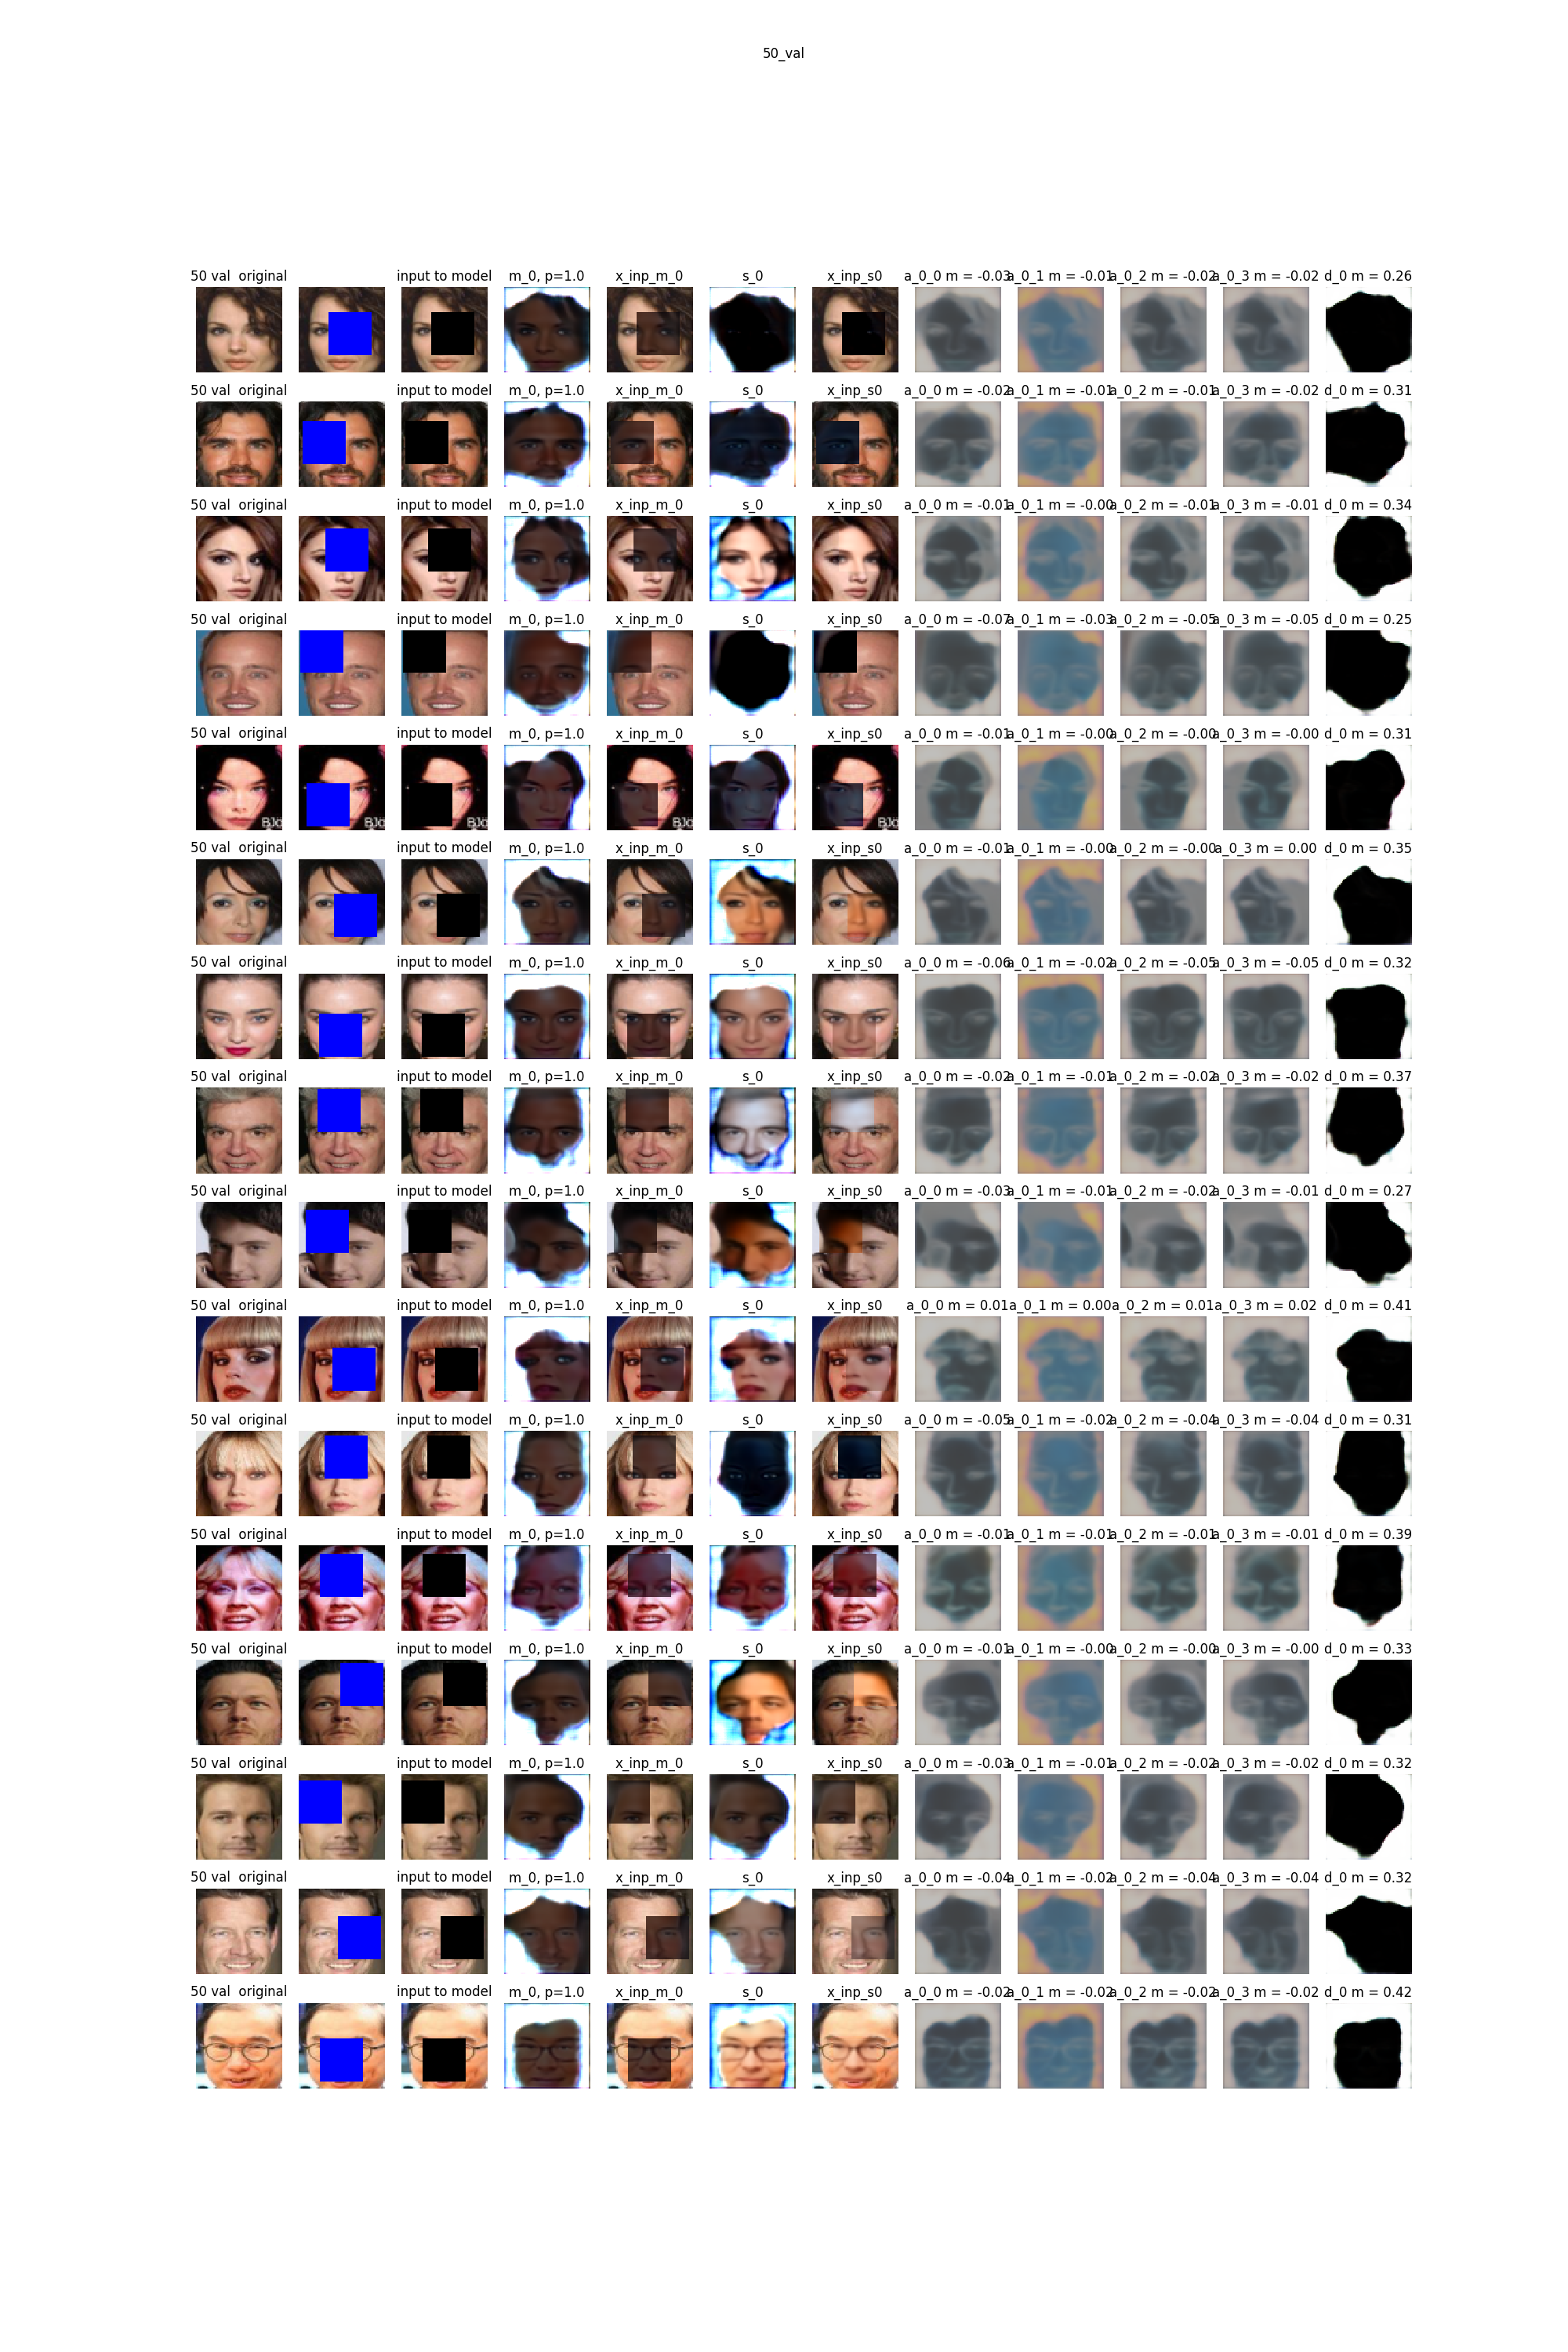 50_val
50 val  original input to model m_0, p=1.0 x_inp_m_0 s_0 x_inp_s0 a_0_0 m = -0.03 a_0_1 m = -0.01 a_0_2 m = -0.02 a_0_3 m = -0.02 d_0 m = 0.26
50 val  original input to model m_0, p=1.0 x_inp_m_0 s_0 x_inp_s0 a_0_0 m = -0.02 a_0_1 m = -0.01 a_0_2 m = -0.01 a_0_3 m = -0.02 d_0 m = 0.31
50 val  original input to model m_0, p=1.0 x_inp_m_0 s_0 x_inp_s0 a_0_0 m = -0.01 a_0_1 m = -0.00 a_0_2 m = -0.01 a_0_3 m = -0.01 d_0 m = 0.34
50 val  original input to model m_0, p=1.0 x_inp_m_0 s_0 x_inp_s0 a_0_0 m = -0.07 a_0_1 m = -0.03 a_0_2 m = -0.05 a_0_3 m = -0.05 d_0 m = 0.25
50 val  original input to model m_0, p=1.0 x_inp_m_0 s_0 x_inp_s0 a_0_0 m = -0.01 a_0_1 m = -0.00 a_0_2 m = -0.00 a_0_3 m = -0.00 d_0 m = 0.31
50 val  original input to model m_0, p=1.0 x_inp_m_0 s_0 x_inp_s0 a_0_0 m = -0.01 a_0_1 m = -0.00 a_0_2 m = -0.00 a_0_3 m = 0.00 d_0 m = 0.35
50 val  original input to model m_0, p=1.0 x_inp_m_0 s_0 x_inp_s0 a_0_0 m = -0.06 a_0_1 m = -0.02 a_0_2 m = -0.05 a_0_3 m = -0.05 d_0 m = 0.32
50 val  original input to model m_0, p=1.0 x_inp_m_0 s_0 x_inp_s0 a_0_0 m = -0.02 a_0_1 m = -0.01 a_0_2 m = -0.02 a_0_3 m = -0.02 d_0 m = 0.37
50 val  original input to model m_0, p=1.0 x_inp_m_0 s_0 x_inp_s0 a_0_0 m = -0.03 a_0_1 m = -0.01 a_0_2 m = -0.02 a_0_3 m = -0.01 d_0 m = 0.27
50 val  original input to model m_0, p=1.0 x_inp_m_0 s_0 x_inp_s0 a_0_0 m = 0.01 a_0_1 m = 0.00 a_0_2 m = 0.01 a_0_3 m = 0.02 d_0 m = 0.41
50 val  original input to model m_0, p=1.0 x_inp_m_0 s_0 x_inp_s0 a_0_0 m = -0.05 a_0_1 m = -0.02 a_0_2 m = -0.04 a_0_3 m = -0.04 d_0 m = 0.31
50 val  original input to model m_0, p=1.0 x_inp_m_0 s_0 x_inp_s0 a_0_0 m = -0.01 a_0_1 m = -0.01 a_0_2 m = -0.01 a_0_3 m = -0.01 d_0 m = 0.39
50 val  original input to model m_0, p=1.0 x_inp_m_0 s_0 x_inp_s0 a_0_0 m = -0.01 a_0_1 m = -0.00 a_0_2 m = -0.00 a_0_3 m = -0.00 d_0 m = 0.33
50 val  original input to model m_0, p=1.0 x_inp_m_0 s_0 x_inp_s0 a_0_0 m = -0.03 a_0_1 m = -0.01 a_0_2 m = -0.02 a_0_3 m = -0.02 d_0 m = 0.32
50 val  original input to model m_0, p=1.0 x_inp_m_0 s_0 x_inp_s0 a_0_0 m = -0.04 a_0_1 m = -0.02 a_0_2 m = -0.04 a_0_3 m = -0.04 d_0 m = 0.32
50 val  original input to model m_0, p=1.0 x_inp_m_0 s_0 x_inp_s0 a_0_0 m = -0.02 a_0_1 m = -0.02 a_0_2 m = -0.02 a_0_3 m = -0.02 d_0 m = 0.42